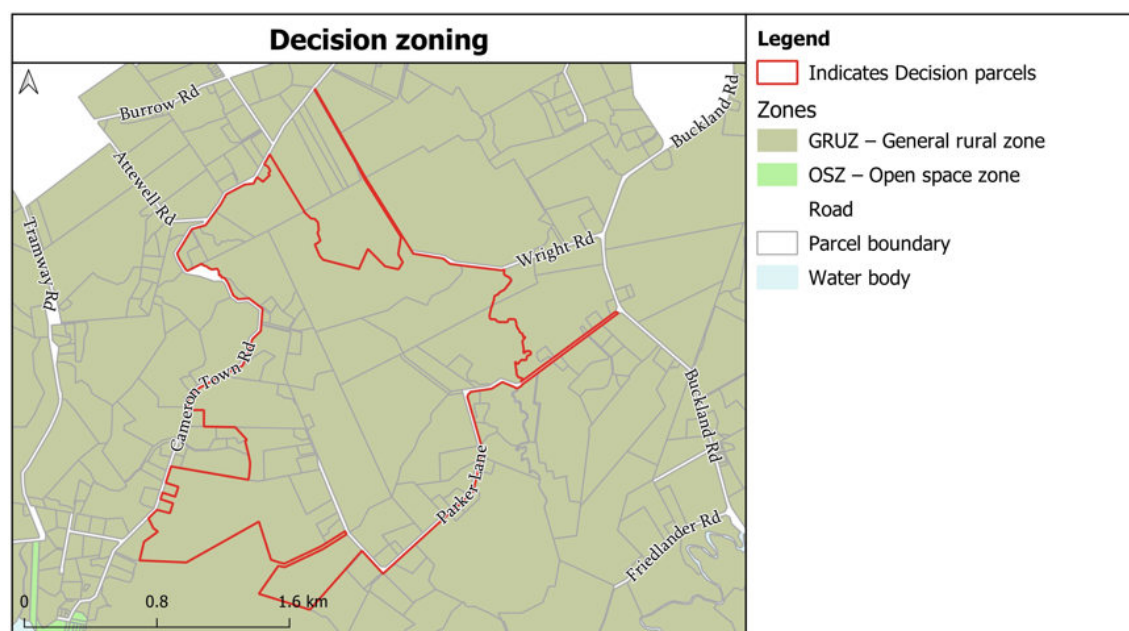 Decision zoning
Burrow Rd
Attewell Rd
Tramway Rd
Buckland Rd
Wright Rd
Cameron Town Rd
Parker Lane
Buckland Rd
Friedlander Rd
0
0.8
1.6 km
Legend
Indicates Decision parcels
Zones
GRUZ – General rural zone
OSZ – Open space zone
Road
Parcel boundary
Water body